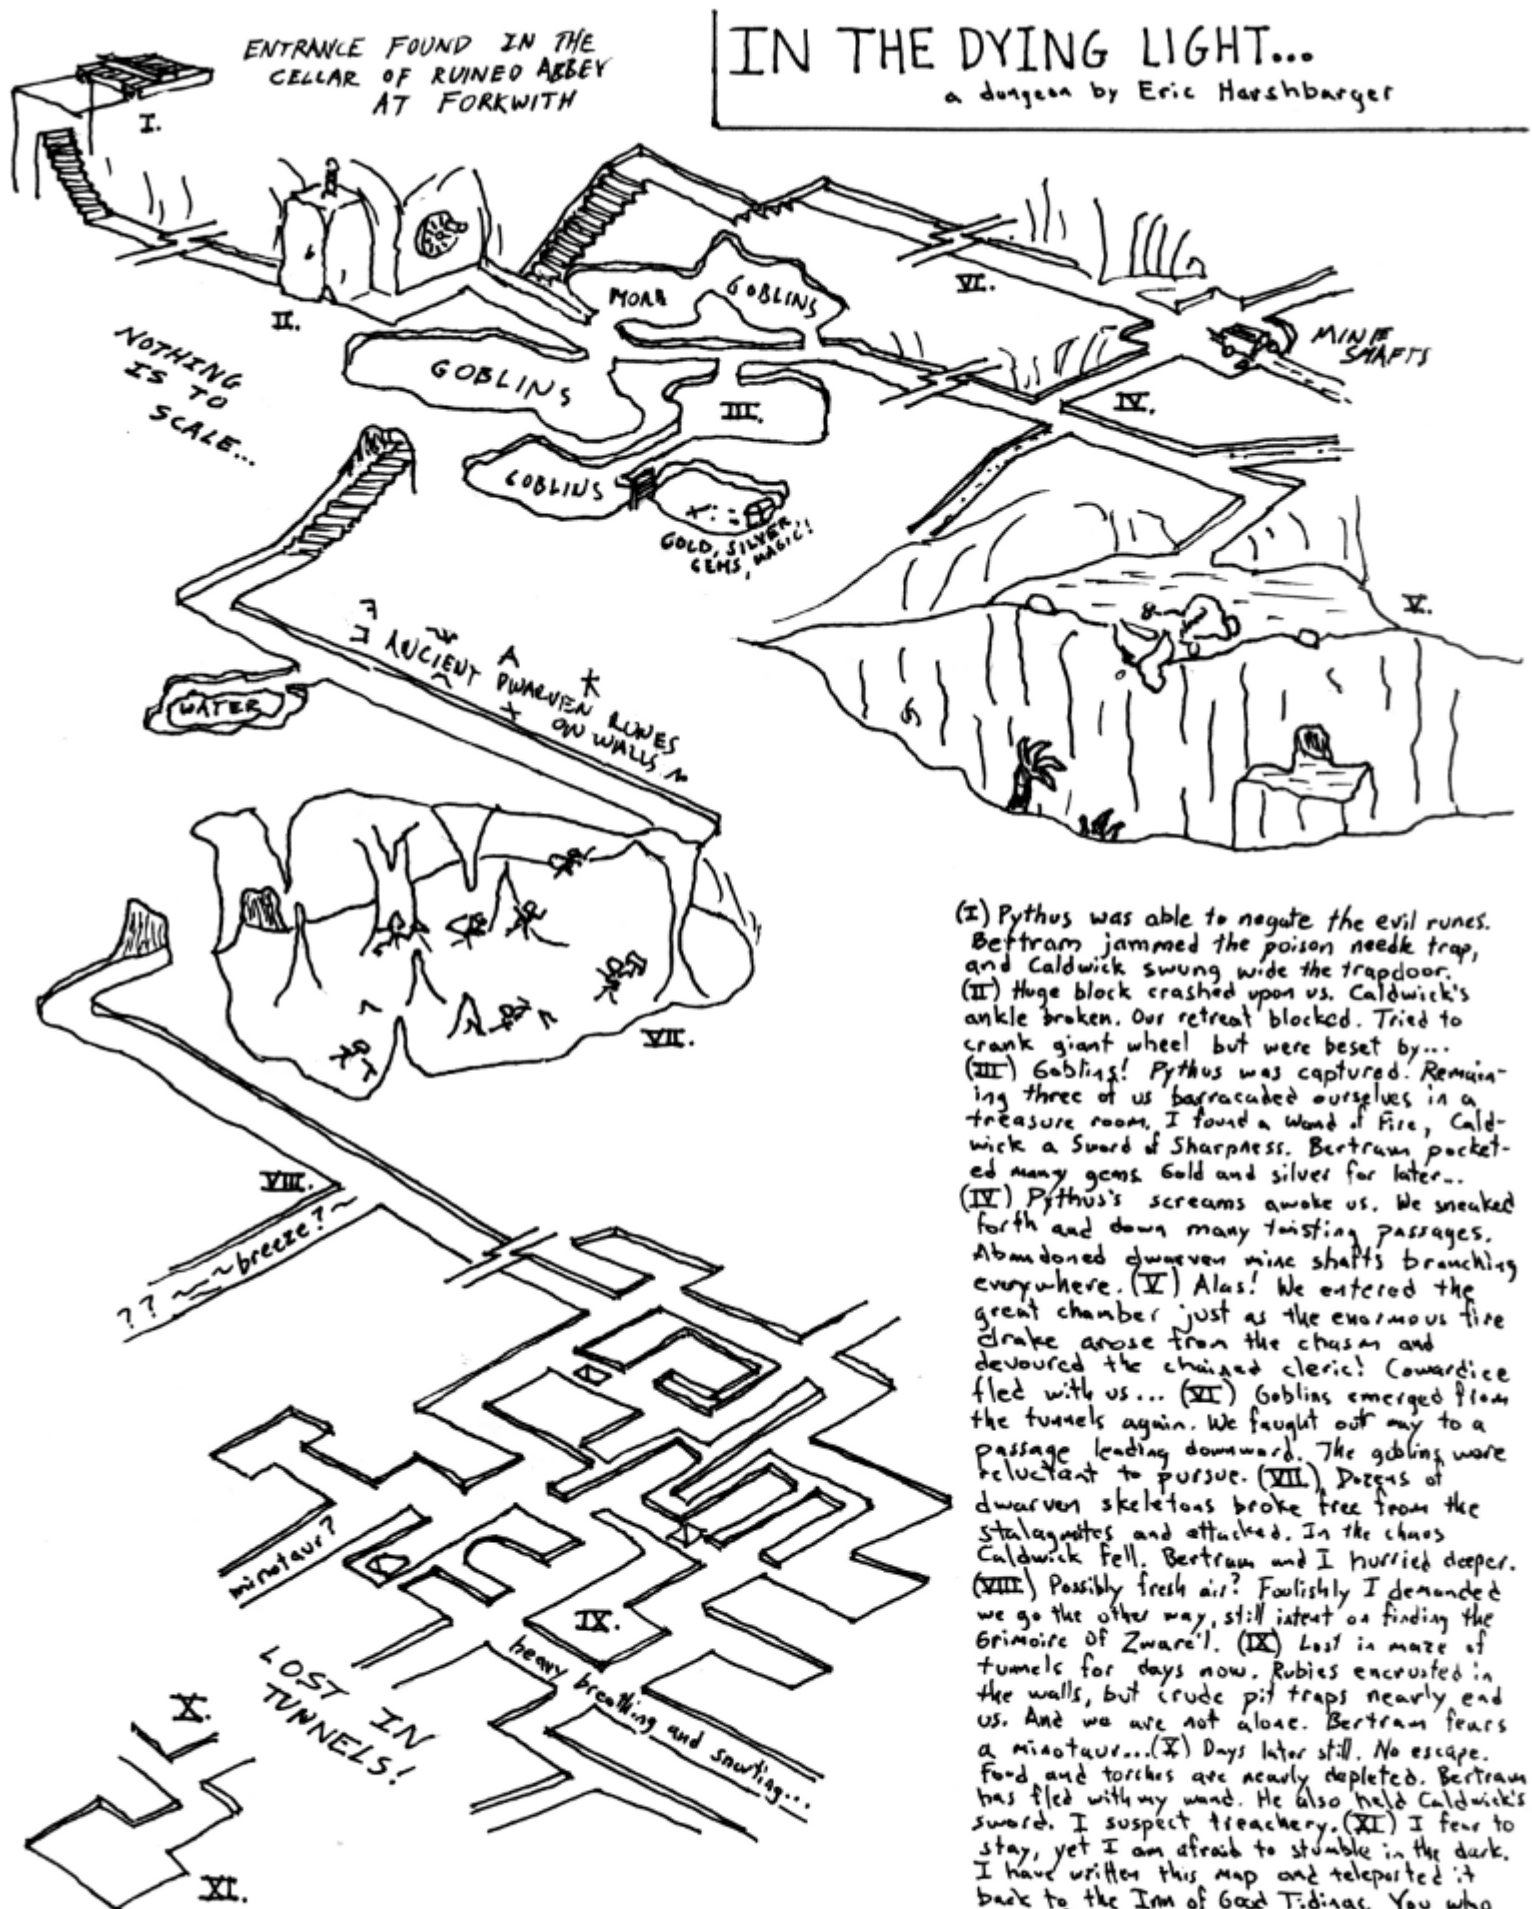 ENTRANCE FOUND IN THE
CELLAR OF RUINED ABBEY
AT FORKWITH
IN THE DYING LIGHT...
a dungeon by Eric Harshbarger
I.
II.
MOAR
GOBLINS
VI.
MINE
SHAFTS
NOTHING
IS TO
SCALE...
GOBLINS
III.
IV.
GOBLINS
GOLD, SILVER,
GEMS, MAGIC!
V.
ANCIENT DWARVEN RUNES
ON WALLS
WATER
VII.
VIII.
breeze?
??
minotaur?
IX.
heavy breathing and snorting...
LOST IN
TUNNELS!
X.
XI.
(I) Pythus was able to negate the evil runes.
Bertram jammed the poison needle trap,
and Caldwick swung wide the trapdoor.
(II) Huge block crashed upon us. Caldwick's
ankle broken. Our retreat blocked. Tried to
crank giant wheel but were beset by...
(III) Goblins! Pythus was captured. Remain-
ing three of us barracaded ourselves in a
treasure room. I found a Wand of Fire, Cald-
wick a Sword of Sharpness. Bertram pocket-
ed many gems. Gold and silver for later...
(IV) Pythus's screams awoke us. We sneaked
forth and down many twisting passages.
Abandoned dwarven mine shafts branching
everywhere. (V) Alas! We entered the
great chamber just as the enormous fire
drake arose from the chasm and
devoured the chained cleric! Cowardice
fled with us... (VI) Goblins emerged from
the tunnels again. We faught out way to a
passage leading downward. The goblins were
reluctant to pursue. (VII) Dozens of
dwarven skeletons broke free from the
stalagmites and attacked. In the chaos
Caldwick fell. Bertram and I hurried deeper.
(VIII) Possibly fresh air? Foolishly I demanded
we go the other way, still intent on finding the
Grimoire Of Zware'l. (IX) Lost in maze of
tunnels for days now. Rubies encrusted in
the walls, but crude pit traps nearly end
us. And we are not alone. Bertram fears
a minotaur...(X) Days later still. No escape.
Food and torches are nearly depleted. Bertram
has fled with my wand. He also held Caldwick's
sword. I suspect treachery. (XI) I fear to
stay, yet I am afraid to stumble in the dark.
I have written this map and teleported it
back to the Inn of Good Tidings. You who